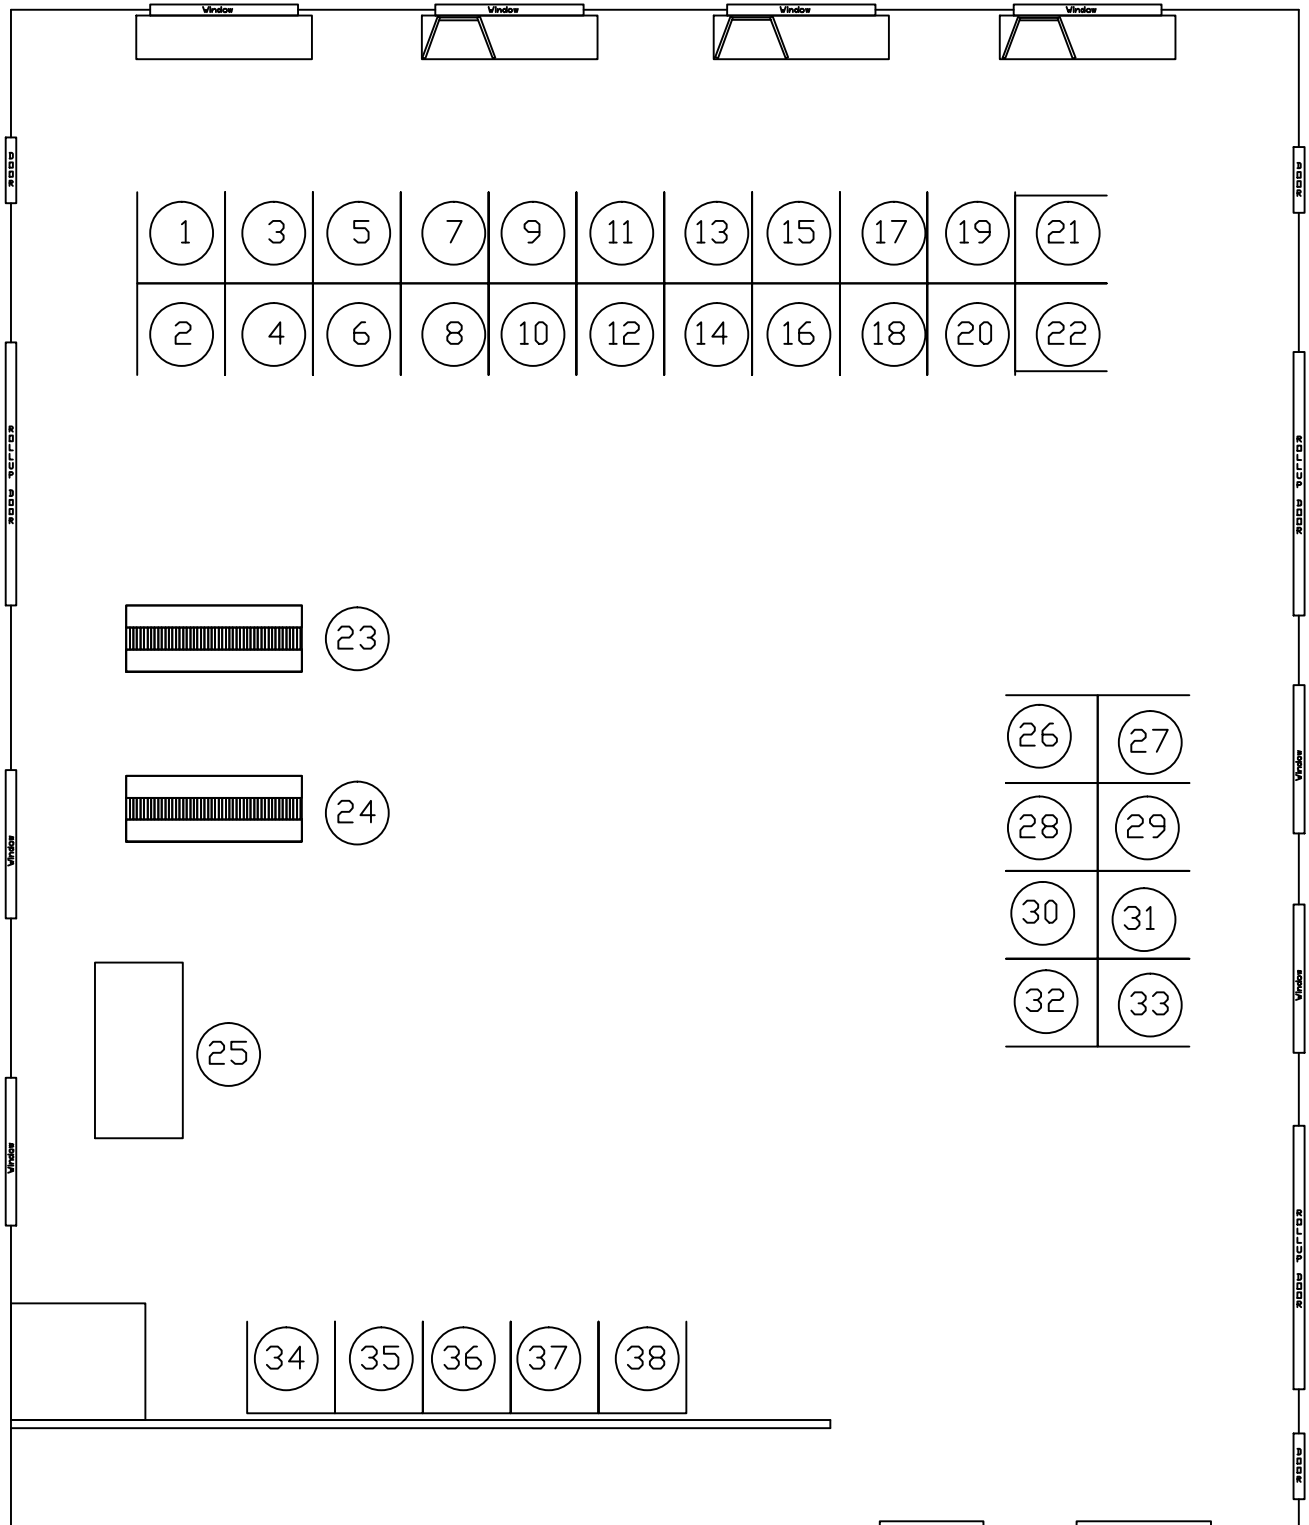 Window Window Window Window
DOOR
DOOR
1 3 5 7 9 11 13 15 17 19 21
2 4 6 8 10 12 14 16 18 20 22
ROLLUP DOOR
ROLLUP DOOR
23
26 27
Window
24
28 29
Window
30 31
Window
25
32 33
Window
ROLLUP DOOR
34 35 36 37 38
DOOR